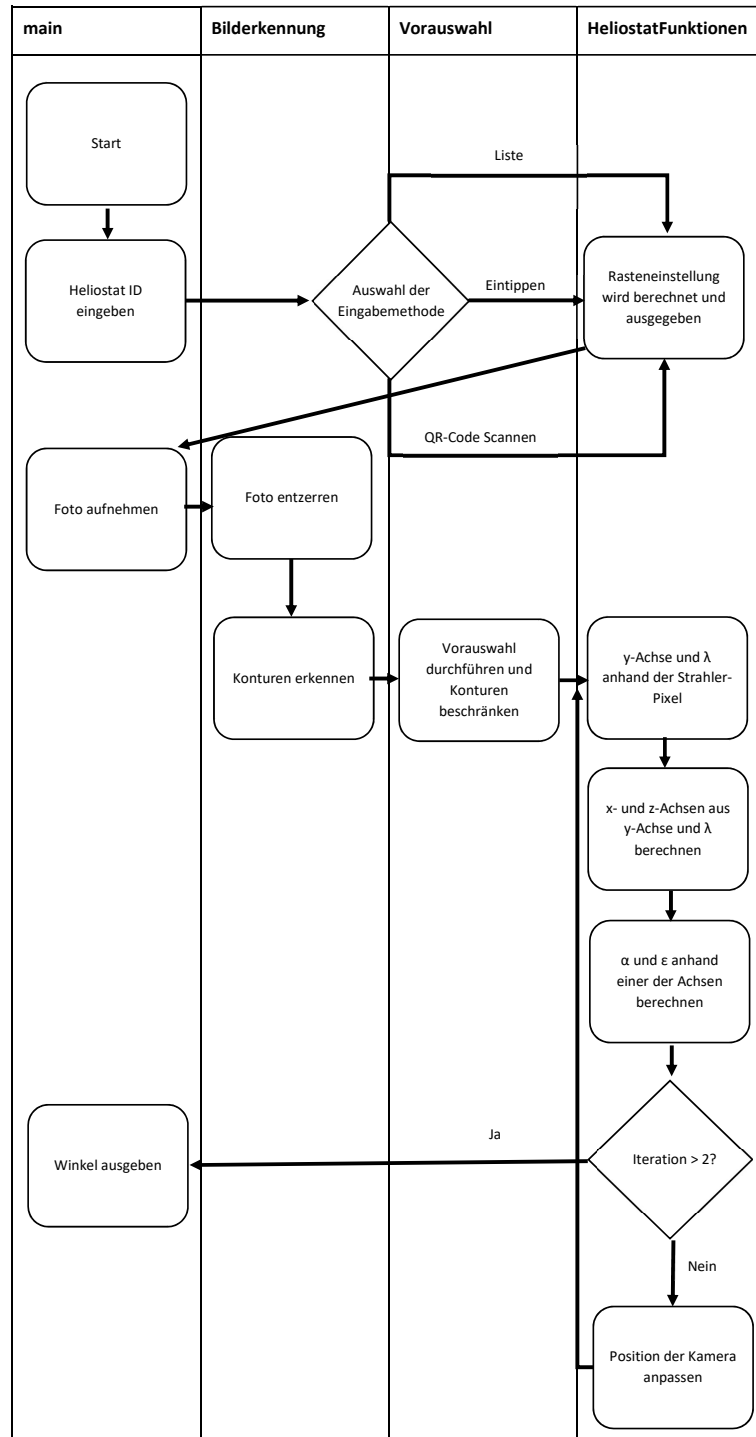 main
Bilderkennung
Vorauswahl
HeliostatFunktionen
Start
Liste
Heliostat ID
eingeben
Auswahl der
Eingabemethode
Eintippen
Rasteneinstellung
wird berechnet und
ausgegeben
QR-Code Scannen
Foto aufnehmen
Foto entzerren
Konturen erkennen
Vorauswahl
durchführen und
Konturen
beschränken
y-Achse und λ
anhand der Strahler-
Pixel
x- und z-Achsen aus
y-Achse und λ
berechnen
α und ε anhand
einer der Achsen
berechnen
Iteration > 2?
Ja
Winkel ausgeben
Nein
Position der Kamera
anpassen